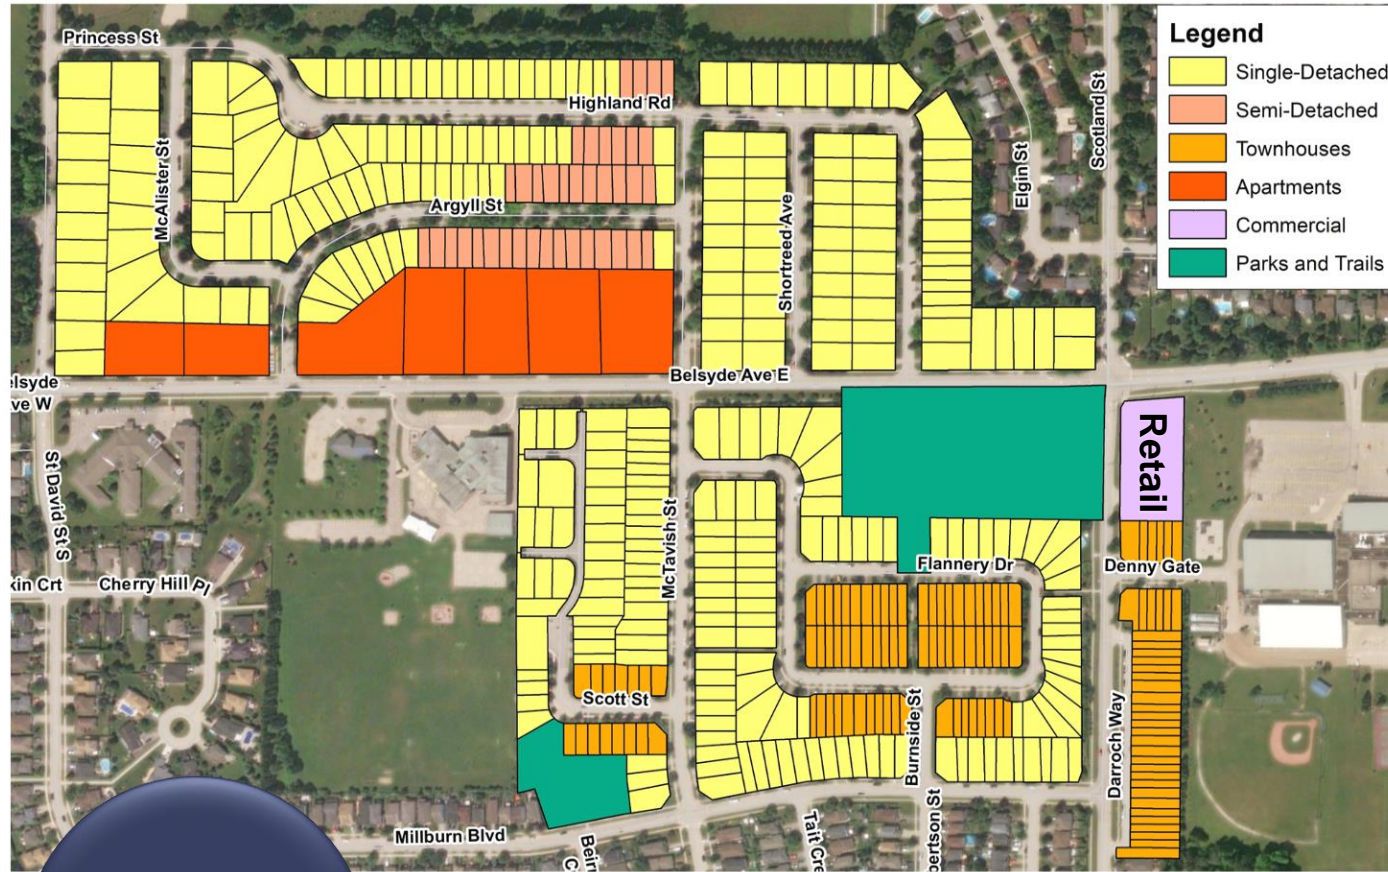 Princess St
Highland Rd
McAlister St
Argyll St
Shortreed Ave
Elgin St
Scotland St
Legend
Single-Detached
Semi-Detached
Townhouses
Apartments
Commercial
Parks and Trails
Belsyde Ave E
elsyde
ve W
St David St S
McTavish St
Retail
kin Crt
Cherry Hill Pl
Flannery Dr
Denny Gate
Scott St
Burnside St
Darroch Way
Millburn Blvd
Beir
C
Tait Cre
bertson St